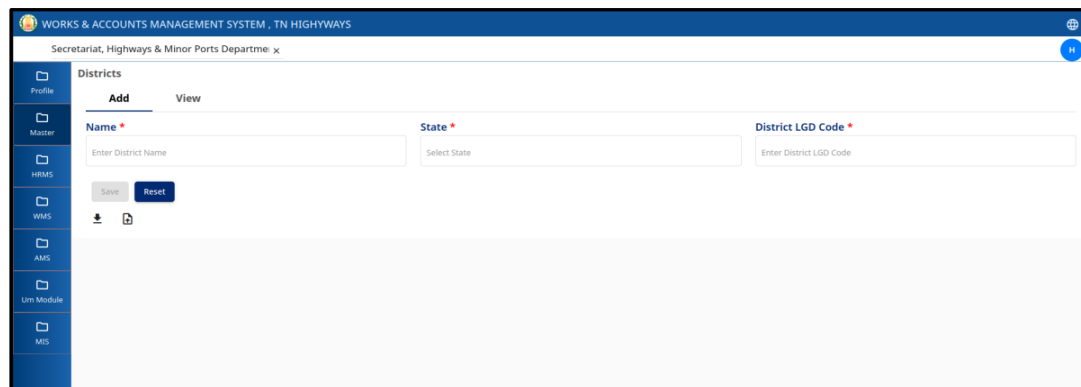 WORKS & ACCOUNTS MANAGEMENT SYSTEM , TN HIGHYWAYS
Secretariat, Highways & Minor Ports Departme x
H
Profile
Master
HRMS
WMS
AMS
Um Module
MIS
Districts
Add View
Name * State * District LGD Code *
Enter District Name Select State Enter District LGD Code
Save Reset